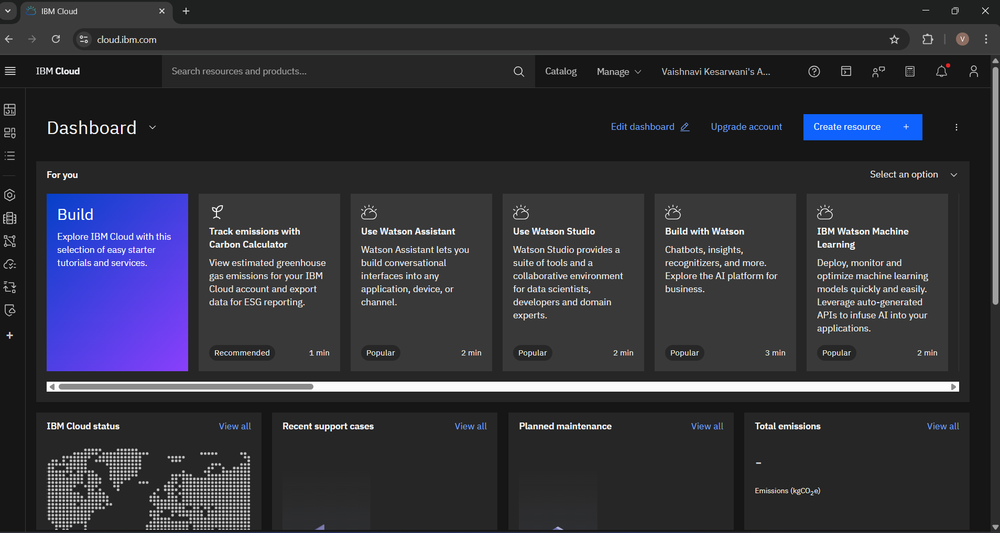 IBM Cloud
cloud.ibm.com
V
IBM Cloud
Search resources and products...
Catalog
Manage
Vaishnavi Kesarwani's A...
Dashboard
Edit dashboard
Upgrade account
Create resource +
For you
Select an option
Build
Explore IBM Cloud with this
selection of easy starter
tutorials and services.
Track emissions with
Carbon Calculator
View estimated greenhouse
gas emissions for your IBM
Cloud account and export
data for ESG reporting.
Recommended
1 min
Use Watson Assistant
Watson Assistant lets you
build conversational
interfaces into any
application, device, or
channel.
Popular
2 min
Use Watson Studio
Watson Studio provides a
suite of tools and a
collaborative environment
for data scientists,
developers and domain
experts.
Popular
2 min
Build with Watson
Chatbots, insights,
recognitizers, and more.
Explore the AI platform for
business.
Popular
3 min
IBM Watson Machine
Learning
Deploy, monitor and
optimize machine learning
models quickly and easily.
Leverage auto-generated
APIs to infuse AI into your
applications.
Popular
2 min
IBM Cloud status
View all
Recent support cases
View all
Planned maintenance
View all
Total emissions
View all
-
Emissions (kgCO2e)